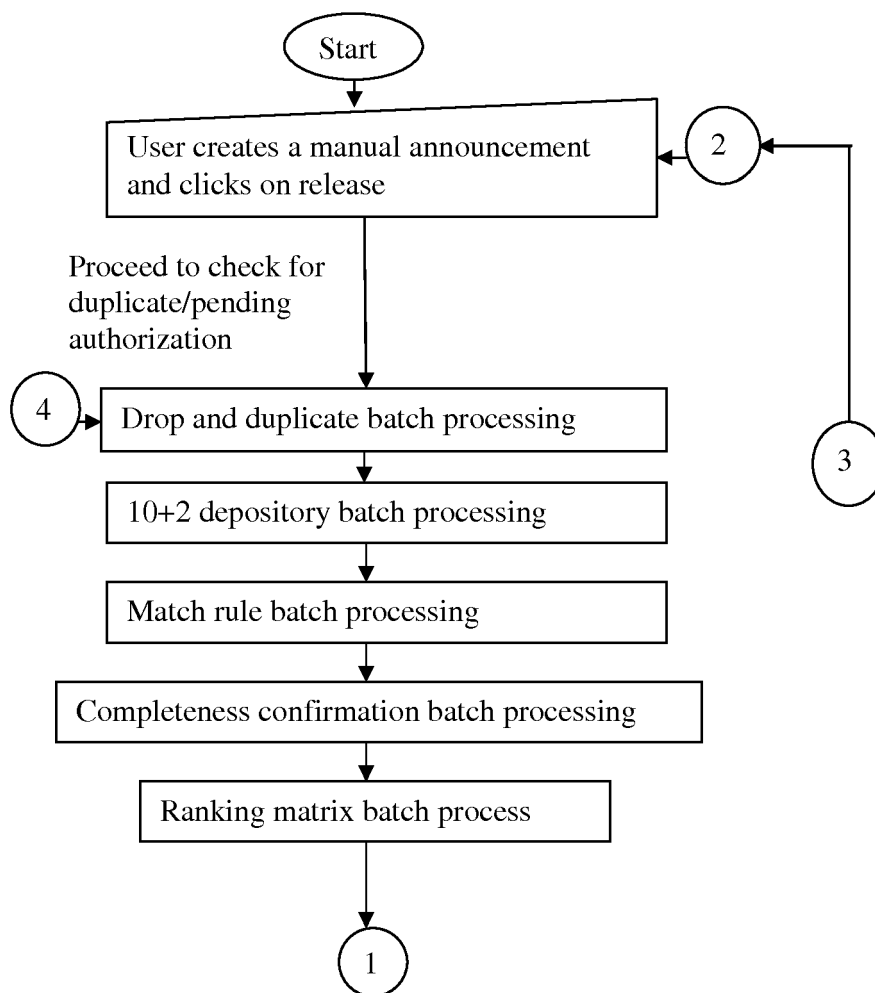 Start
User creates a manual announcement
and clicks on release
2
Proceed to check for
duplicate/pending
authorization
4
Drop and duplicate batch processing
3
10+2 depository batch processing
Match rule batch processing
Completeness confirmation batch processing
Ranking matrix batch process
1